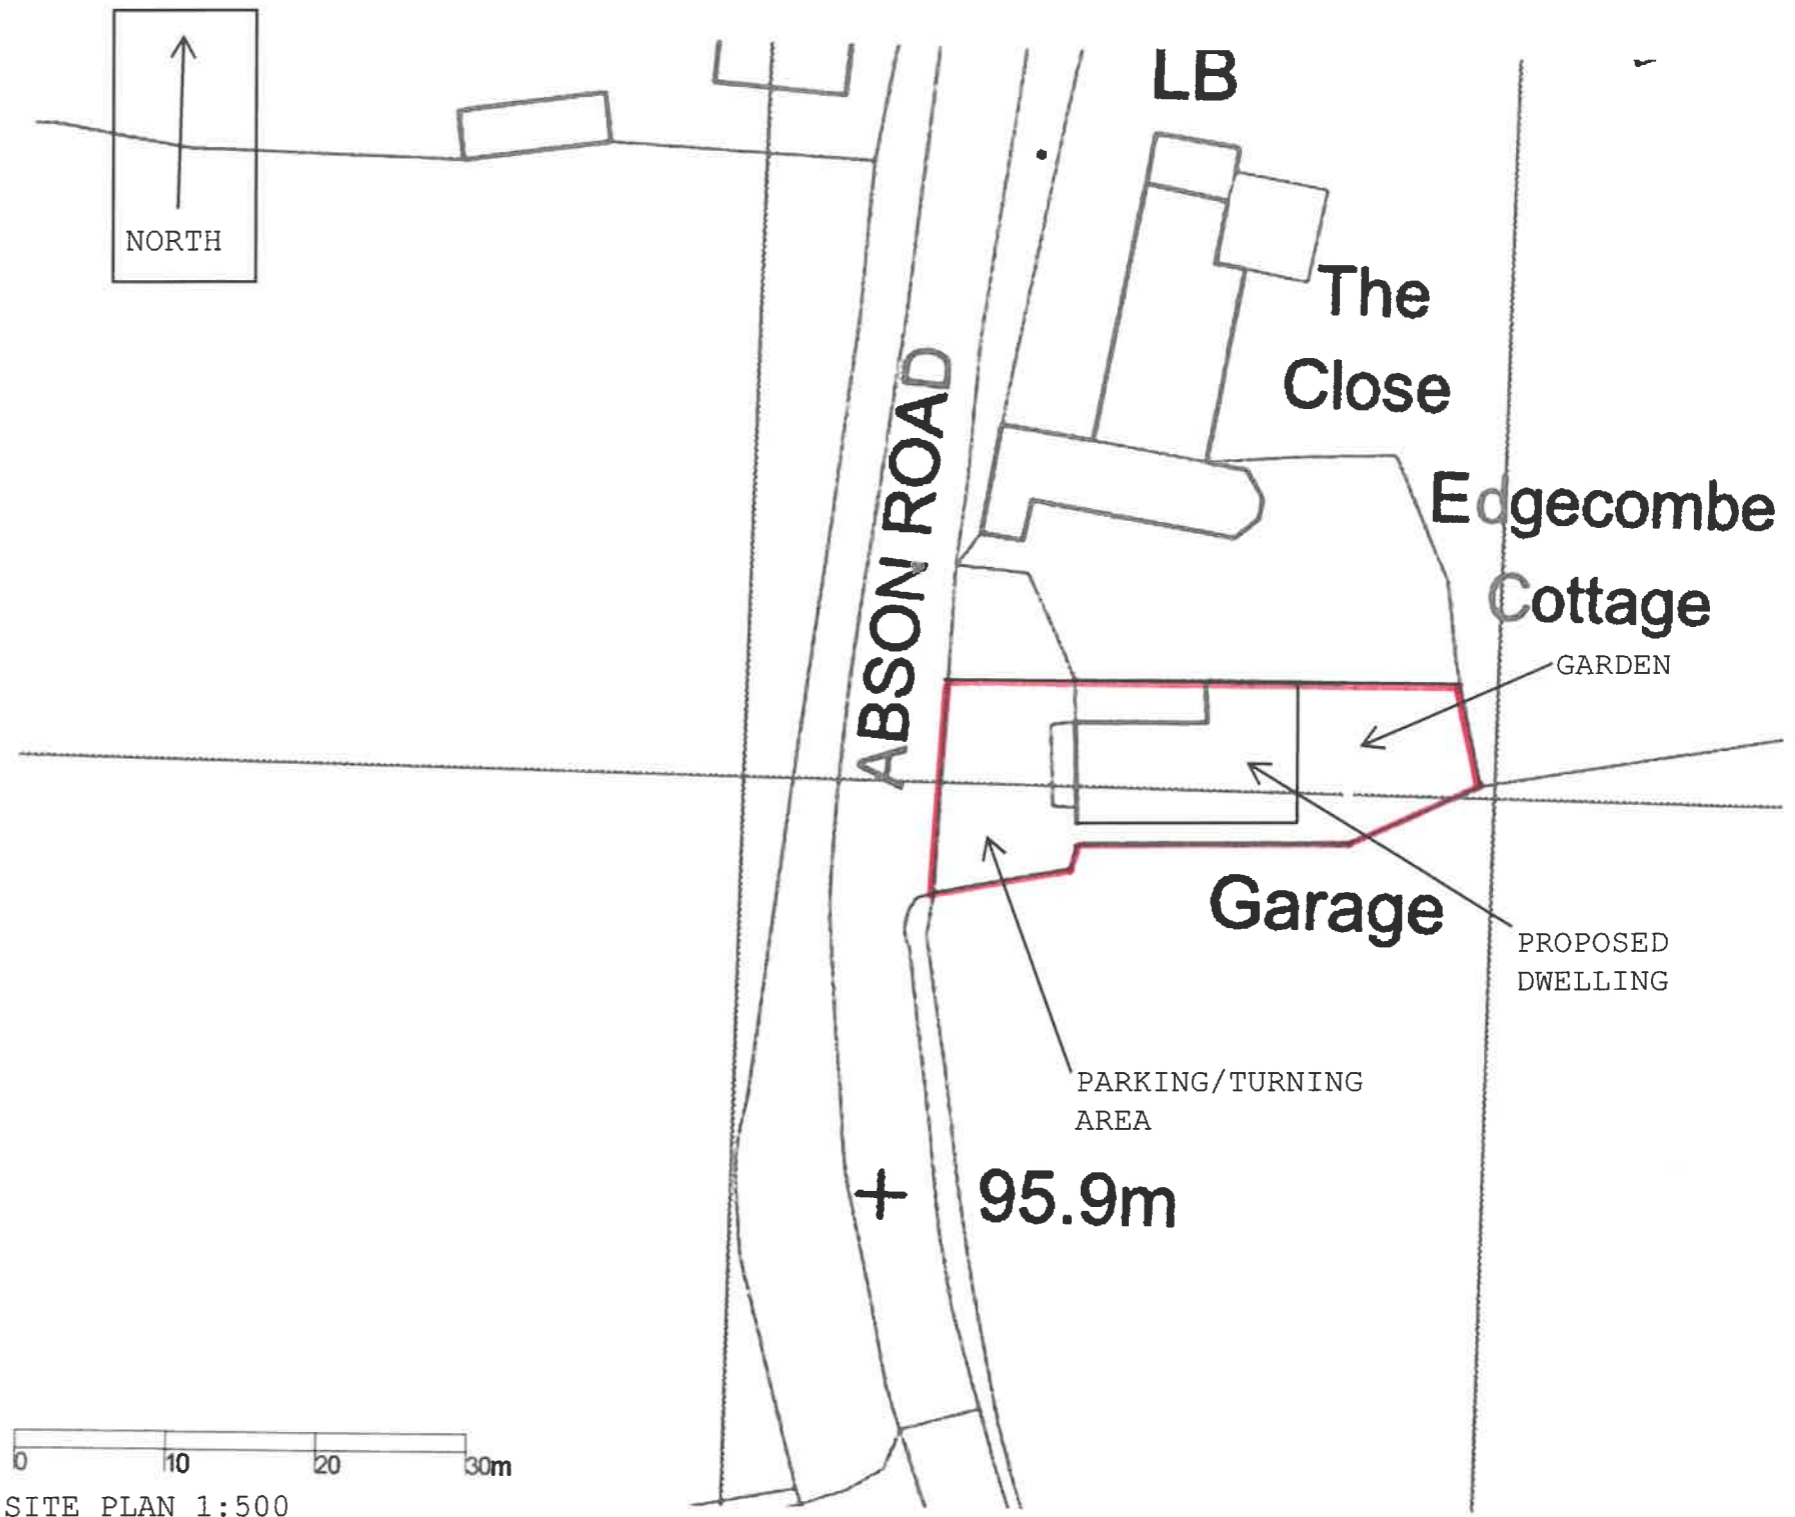 LB
NORTH
The
Close
ABSON ROAD
Edgecombe
Cottage
GARDEN
Garage
PROPOSED
DWELLING
PARKING/TURNING
AREA
+ 95.9m
0 10 20 30m
SITE PLAN 1:500